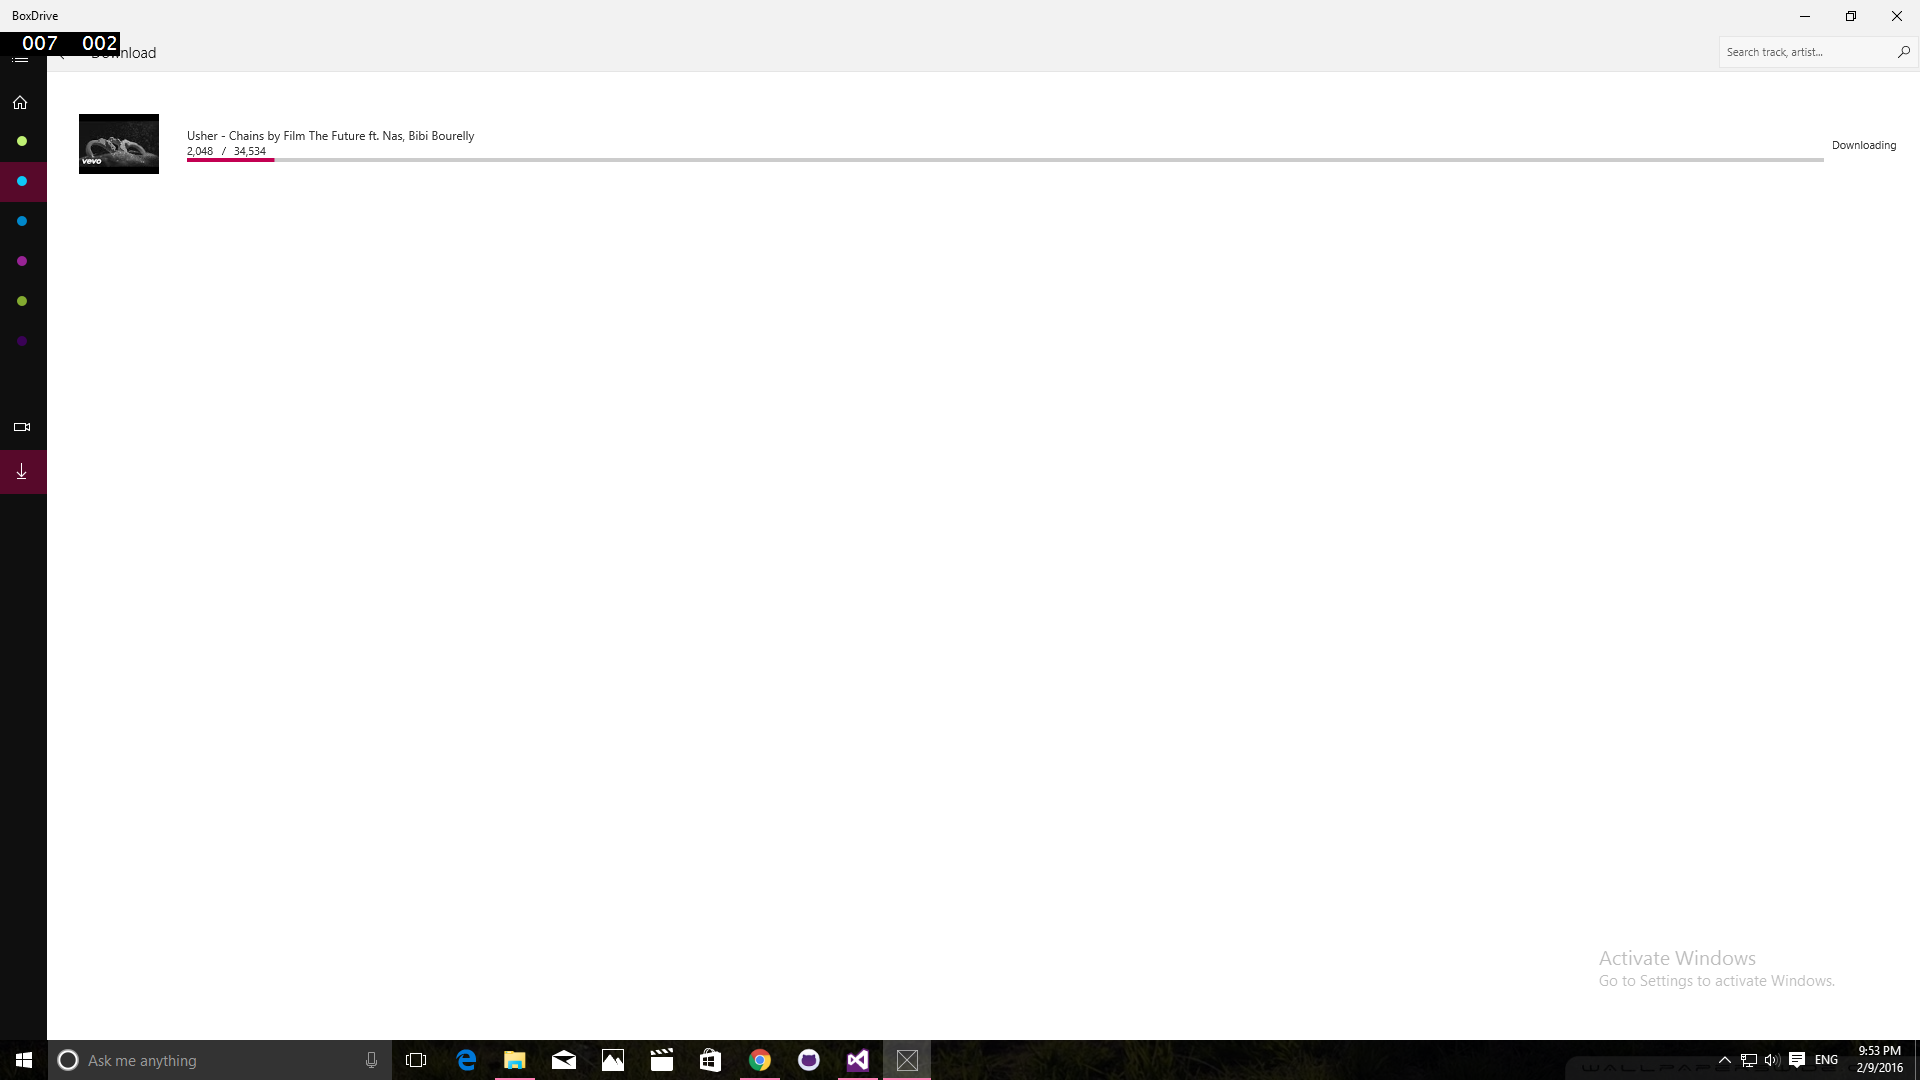 BoxDrive
007 002
nload
Search track, artist...
Usher - Chains by Film The Future ft. Nas, Bibi Bourelly
2,048 / 34,534
Downloading
vevo
Activate Windows
Go to Settings to activate Windows.
Ask me anything
ENG
9:53 PM
2/9/2016